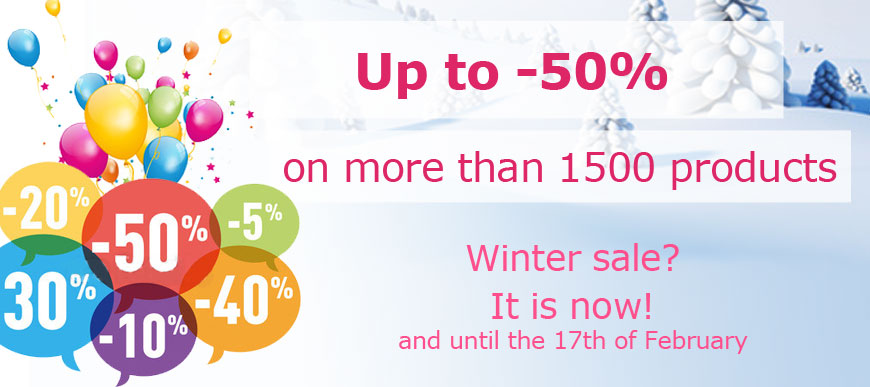 Up to -50%
on more than 1500 products
-20%
-50%
-5%
30%
-10%
-40%
Winter sale?
It is now!
and until the 17th of February